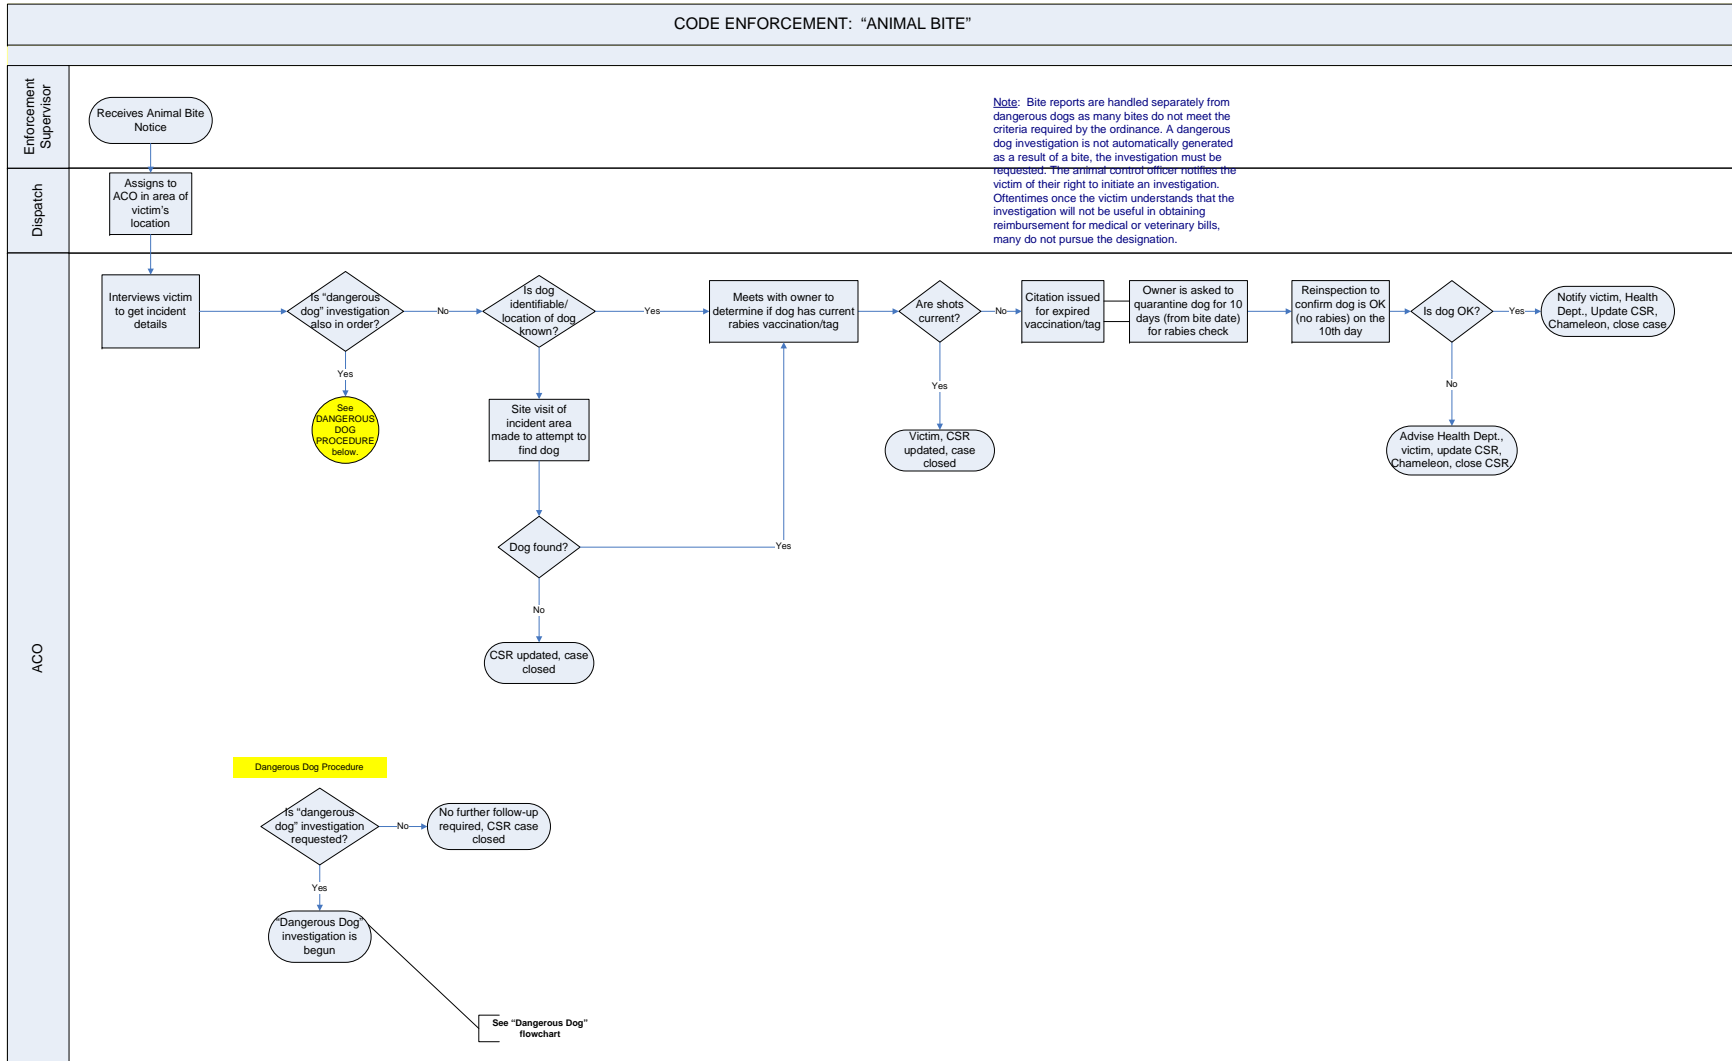 CODE ENFORCEMENT: “ANIMAL BITE”
Enforcement
Supervisor
Receives Animal Bite
Notice
Note: Bite reports are handled separately from
dangerous dogs as many bites do not meet the
criteria required by the ordinance. A dangerous
dog investigation is not automatically generated
as a result of a bite, the investigation must be
requested. The animal control officer notifies the
victim of their right to initiate an investigation.
Oftentimes once the victim understands that the
investigation will not be useful in obtaining
reimbursement for medical or veterinary bills,
many do not pursue the designation.
Dispatch
Assigns to
ACO in area of
victim's
location
ACO
Interviews victim
to get incident
details
Is “dangerous
dog” investigation
also in order?
No
Yes
See
DANGEROUS
DOG
PROCEDURE
below.
Is dog
identifiable/
location of dog
known?
Yes
Site visit of
incident area
made to attempt to
find dog
Dog found?
Yes
No
CSR updated, case
closed
Meets with owner to
determine if dog has current
rabies vaccination/tag
Are shots
current?
No
Yes
Victim, CSR
updated, case
closed
Citation issued
for expired
vaccination/tag
Owner is asked to
quarantine dog for 10
days (from bite date)
for rabies check
Reinspection to
confirm dog is OK
(no rabies) on the
10th day
Is dog OK?
Yes
No
Notify victim, Health
Dept., Update CSR,
Chameleon, close case
Advise Health Dept.,
victim, update CSR,
Chameleon, close CSR
Dangerous Dog Procedure
Is “dangerous
dog” investigation
requested?
No
No further follow-up
required, CSR case
closed
Yes
“Dangerous Dog”
investigation is
begun
See “Dangerous Dog”
flowchart